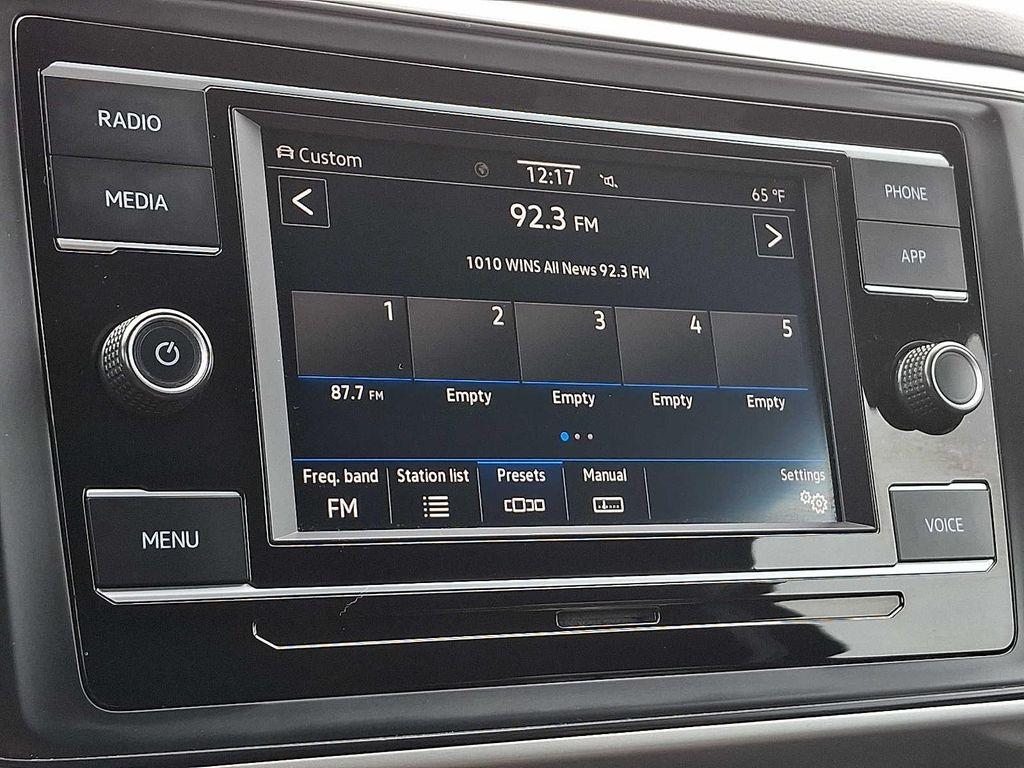 RADIO
MEDIA
MENU
Custom
12:17
65 °F
<
92.3 FM
>
1010 WINS All News 92.3 FM
1 2 3 4 5
87.7 FM Empty Empty Empty Empty
Freq. band Station list Presets Manual Settings
FM
PHONE
APP
VOICE